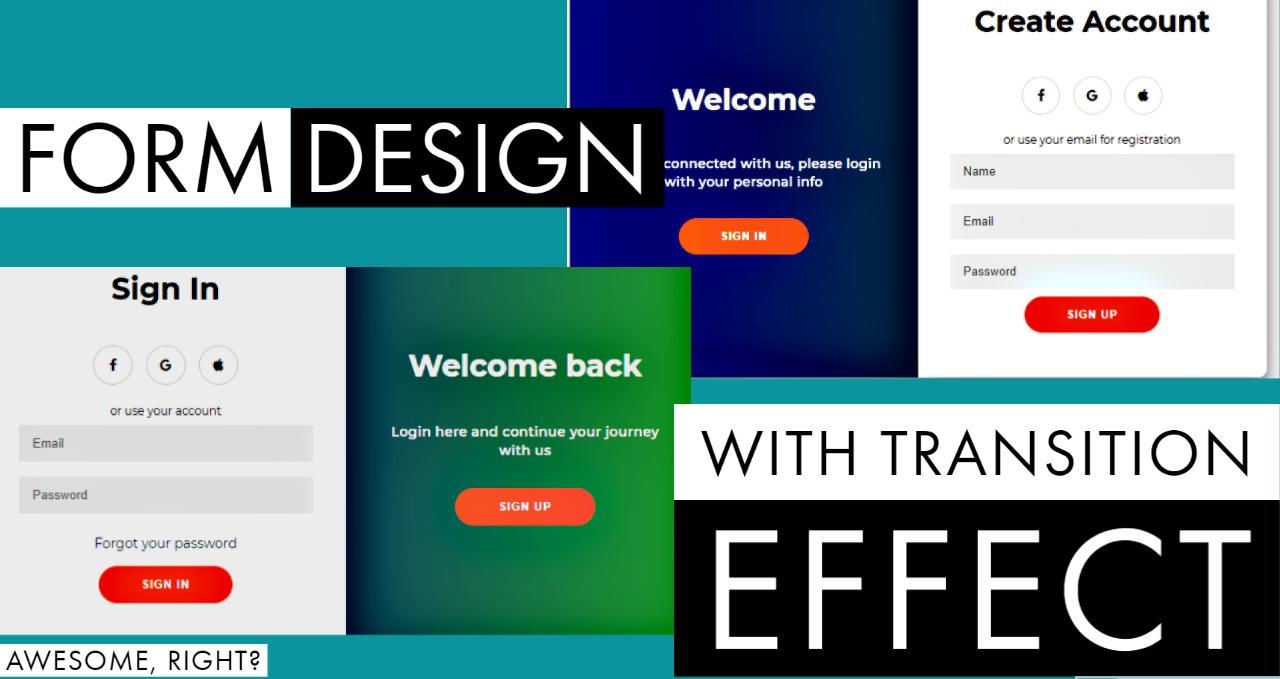 FORM DESIGN
Create Account
Welcome
connected with us, please login
with your personal info
SIGN IN
or use your email for registration
Name
Email
Password
SIGN UP
Sign In
or use your account
Email
Password
Forgot your password
SIGN IN
Welcome back
Login here and continue your journey
with us
SIGN UP
WITH TRANSITION
EFFECT
AWESOME, RIGHT?